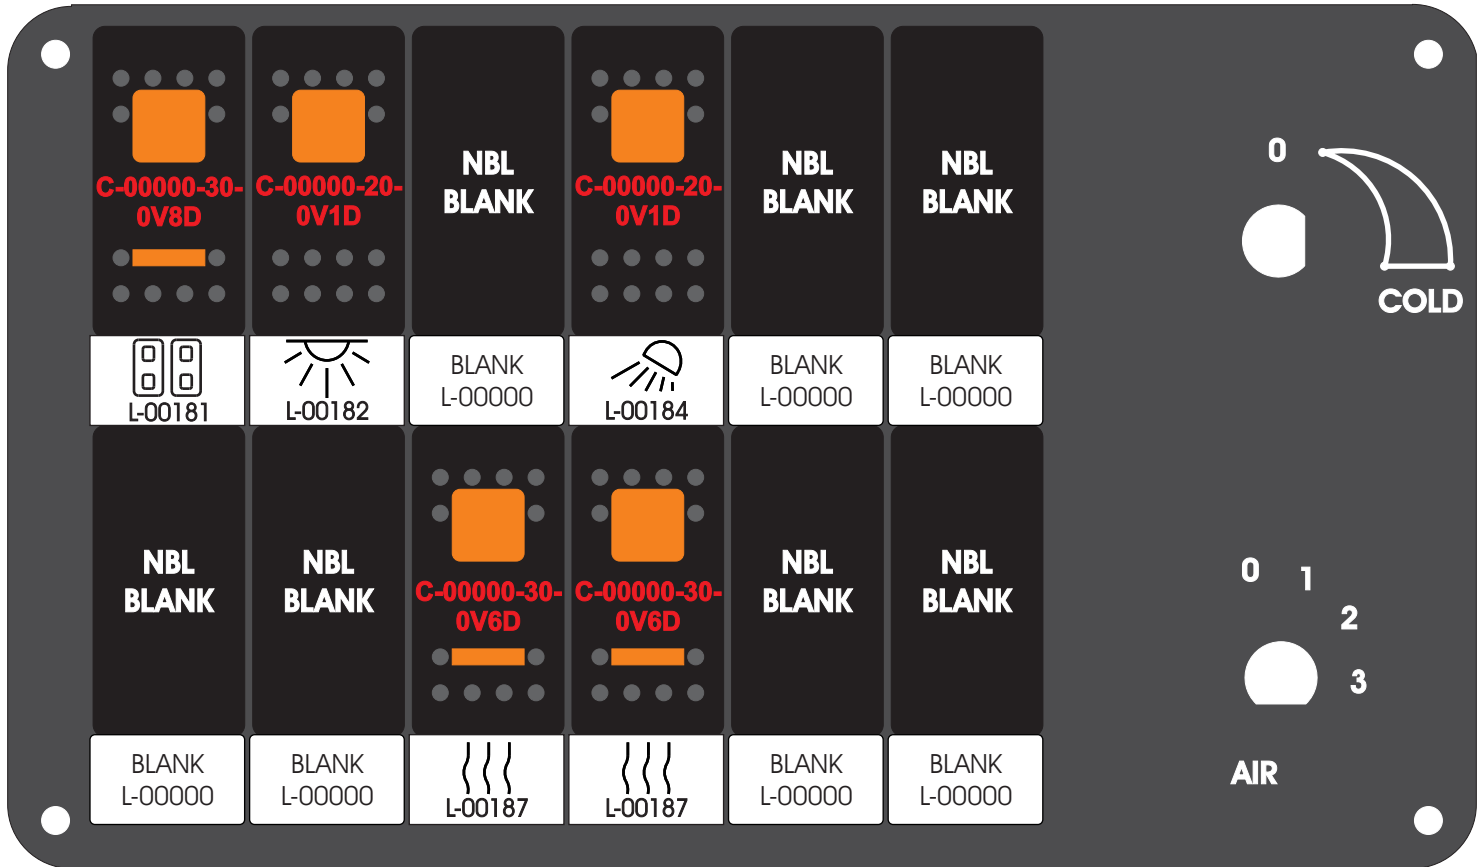 C-00000-30-
0V8D
C-00000-20-
0V1D
NBL
BLANK
C-00000-20-
0V1D
NBL
BLANK
NBL
BLANK
L-00181
L-00182
BLANK
L-00000
L-00184
BLANK
L-00000
BLANK
L-00000
NBL
BLANK
NBL
BLANK
C-00000-30-
0V6D
C-00000-30-
0V6D
NBL
BLANK
NBL
BLANK
BLANK
L-00000
BLANK
L-00000
L-00187
L-00187
BLANK
L-00000
BLANK
L-00000
0
COLD
0
1
2
3
AIR